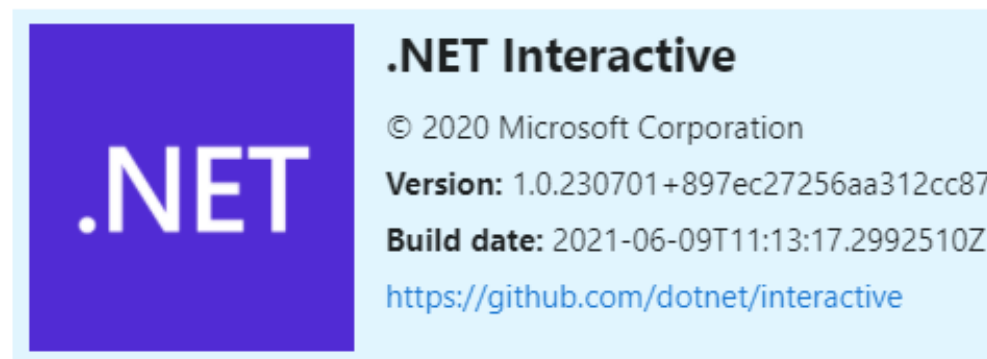 .NET
.NET Interactive
© 2020 Microsoft Corporation
Version: 1.0.230701+897ec27256aa312cc87
Build date: 2021-06-09T11:13:17.2992510Z
https://github.com/dotnet/interactive